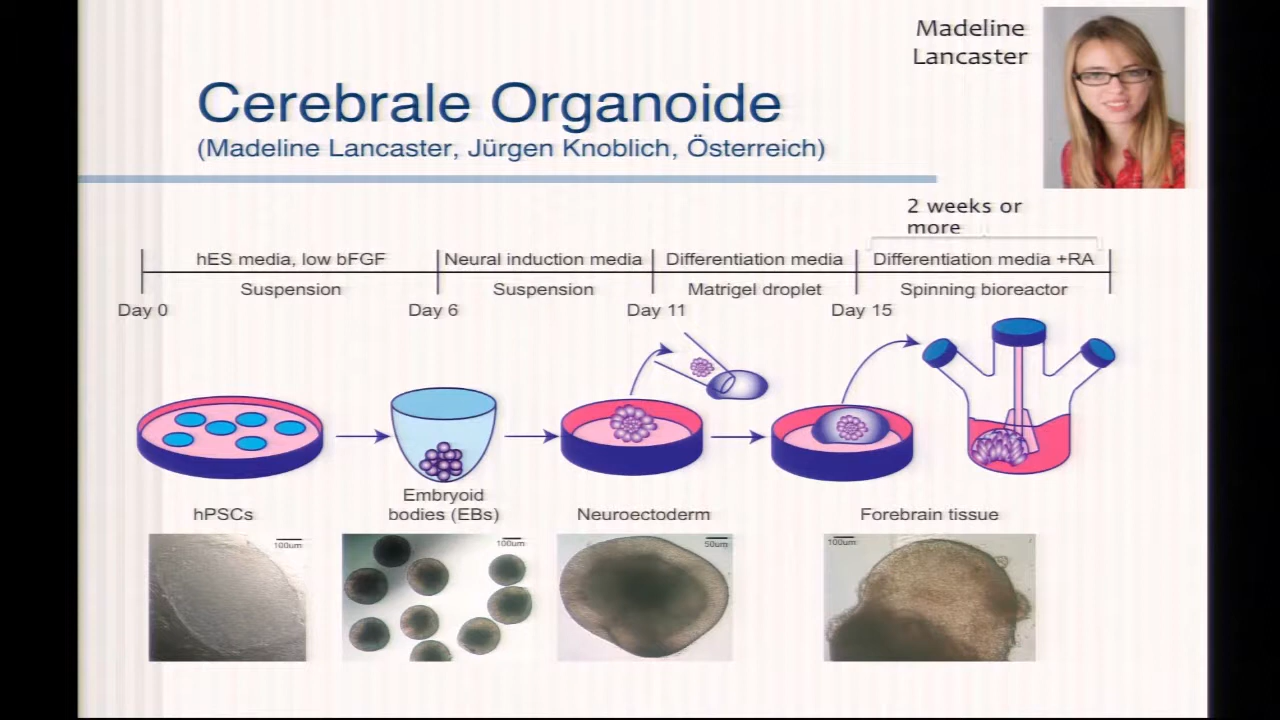 Madeline
Lancaster
Cerebrale Organoide
(Madeline Lancaster, Jürgen Knoblich, Österreich)
2 weeks or
more
hES media, low bFGF
Neural induction media
Differentiation media
Differentiation media +RA
Suspension
Suspension
Matrigel droplet
Spinning bioreactor
Day 0
Day 6
Day 11
Day 15
hPSCs
Embryoid
bodies (EBs)
Neuroectoderm
Forebrain tissue
100um
100um
50um
100um